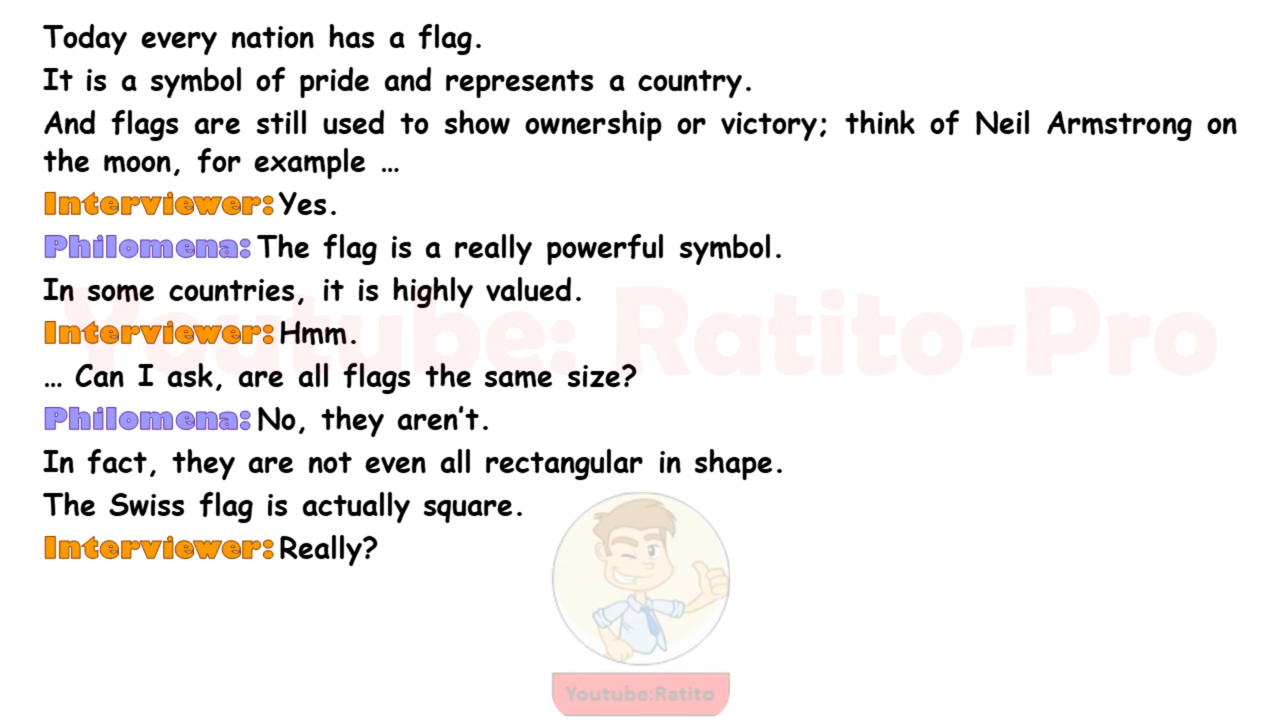 Today every nation has a flag.
It is a symbol of pride and represents a country.
And flags are still used to show ownership or victory; think of Neil Armstrong on
the moon, for example ...
Interviewer: Yes.
Philomena: The flag is a really powerful symbol.
In some countries, it is highly valued.
Interviewer: Hmm.
... Can I ask, are all flags the same size?
Philomena: No, they aren't.
In fact, they are not even all rectangular in shape.
The Swiss flag is actually square.
Interviewer: Really?
Youtube: Ratito-Pro
Youtube:Ratito